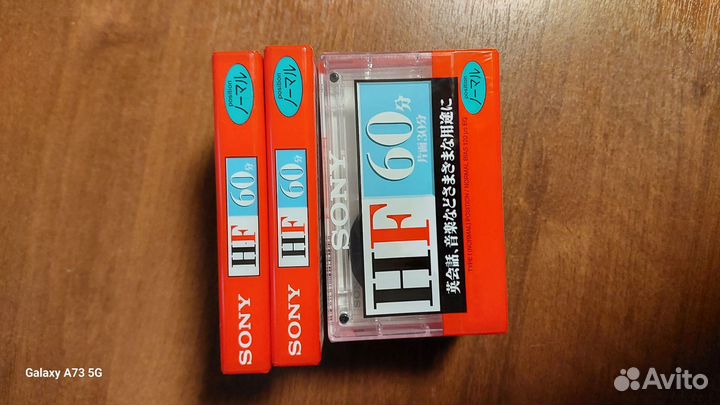 SONY
HF
60分
ノーマル
position
SONY
HF
60分
ノーマル
position
SONY
HF
60分
片面30分
英会話、音楽などさまざまな用途に
TYPE I (NORMAL) POSITION / NORMAL BIAS 120 μs EQ
ノーマル
position
Galaxy A73 5G
Avito